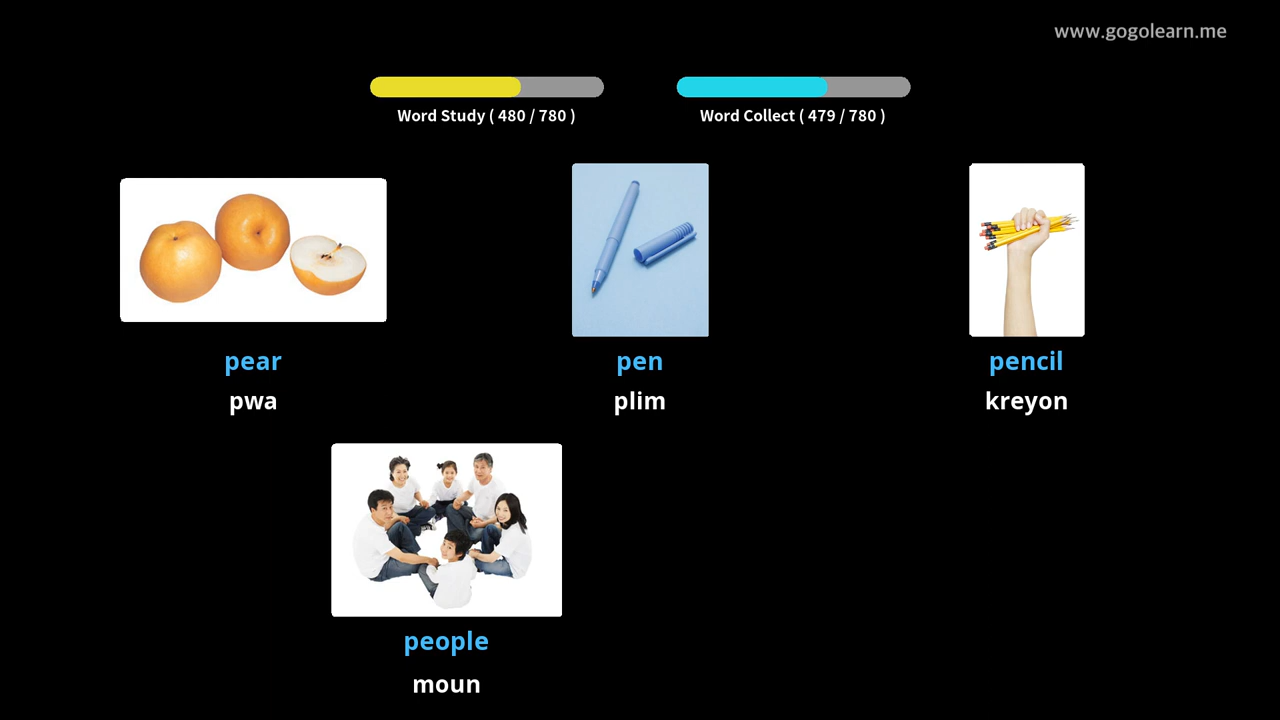 www.gogolearn.me
Word Study ( 480 / 780 )
Word Collect ( 479 / 780 )
pear
pwa
pen
plim
pencil
kreyon
people
moun